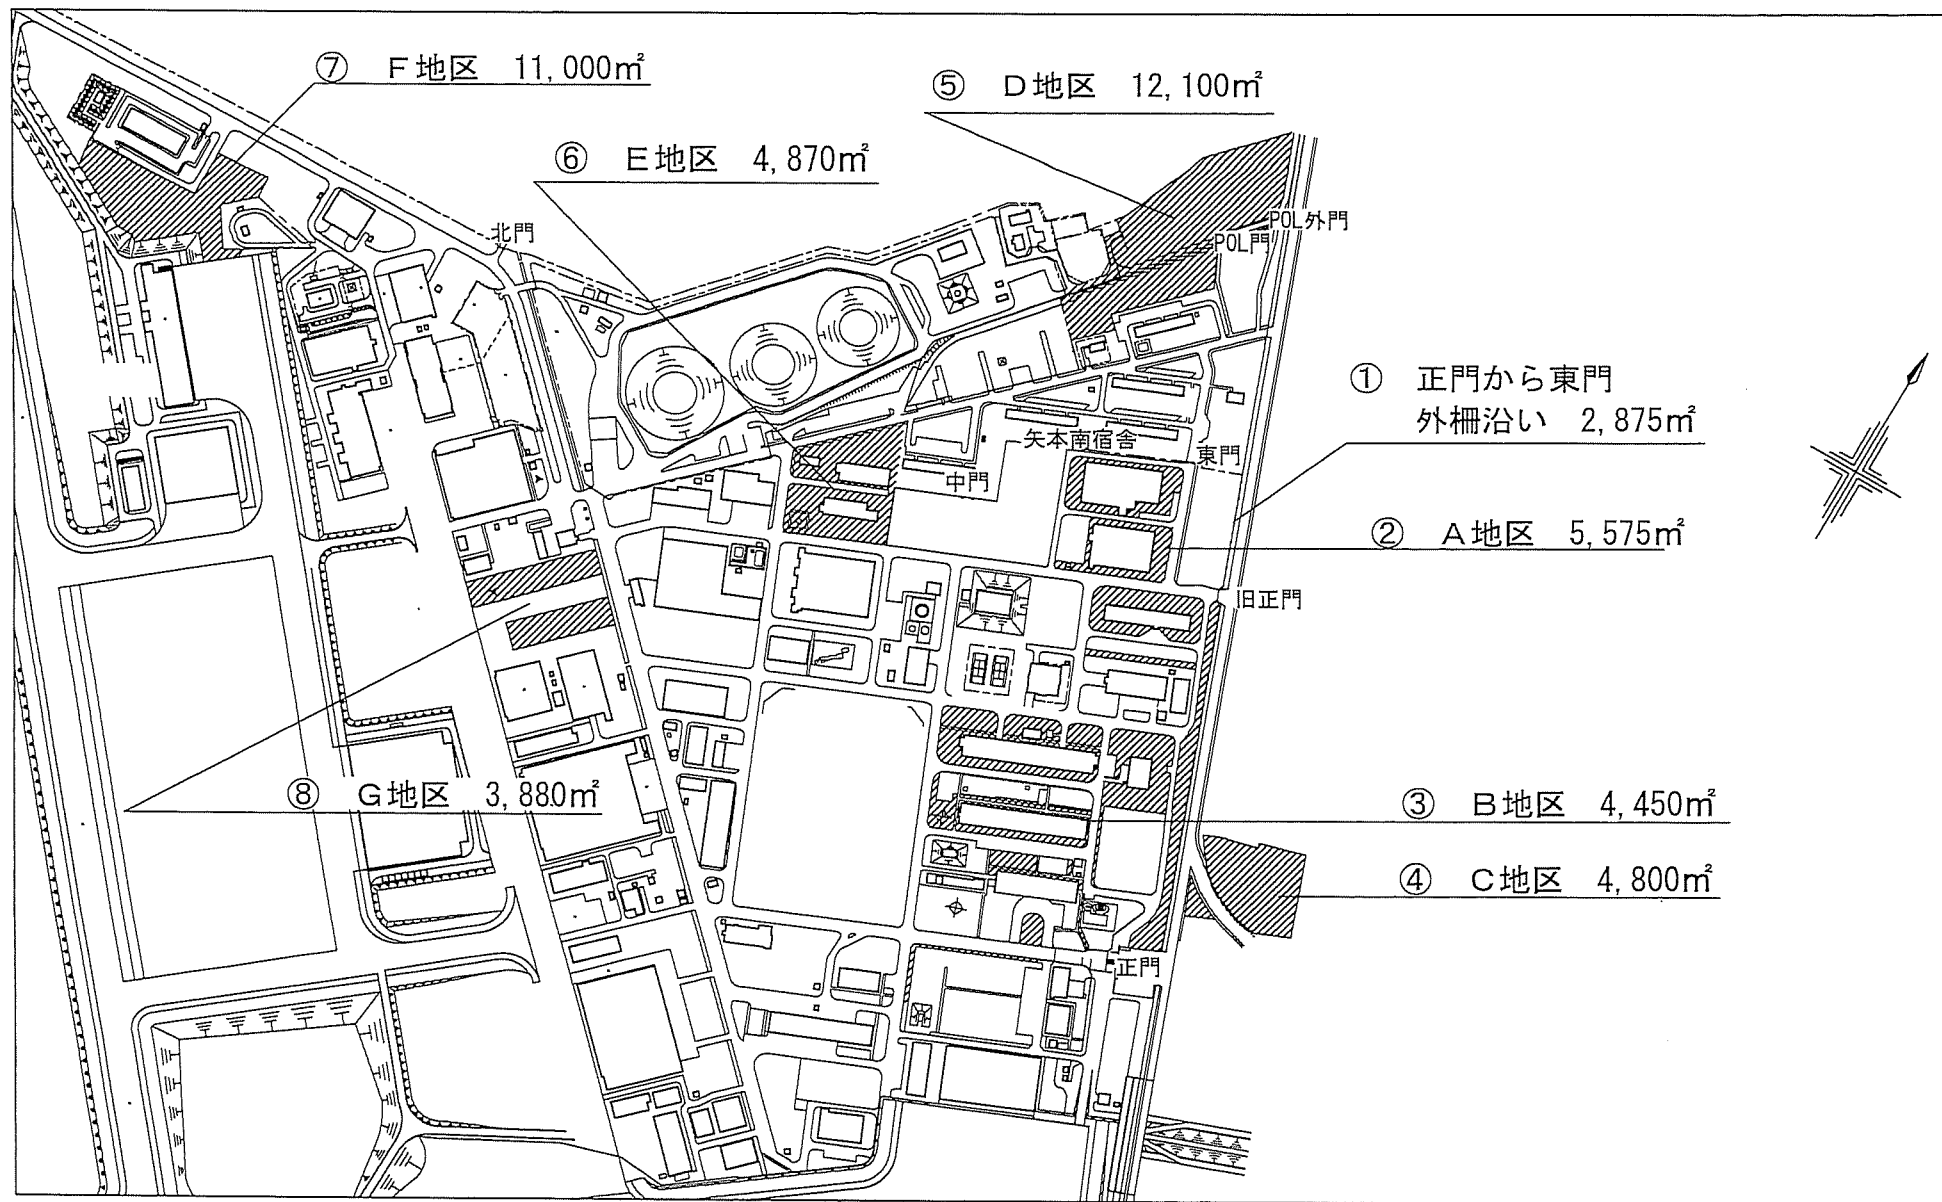 ⑦ F地区 11,000㎡
⑤ D地区 12,100㎡
⑥ E地区 4,870㎡
北門
POL外門
POL門
① 正門から東門
外柵沿い 2,875㎡
矢本南宿舎
東門
中門
② A地区 5,575㎡
旧正門
⑧ G地区 3,880㎡
③ B地区 4,450㎡
④ C地区 4,800㎡
正門